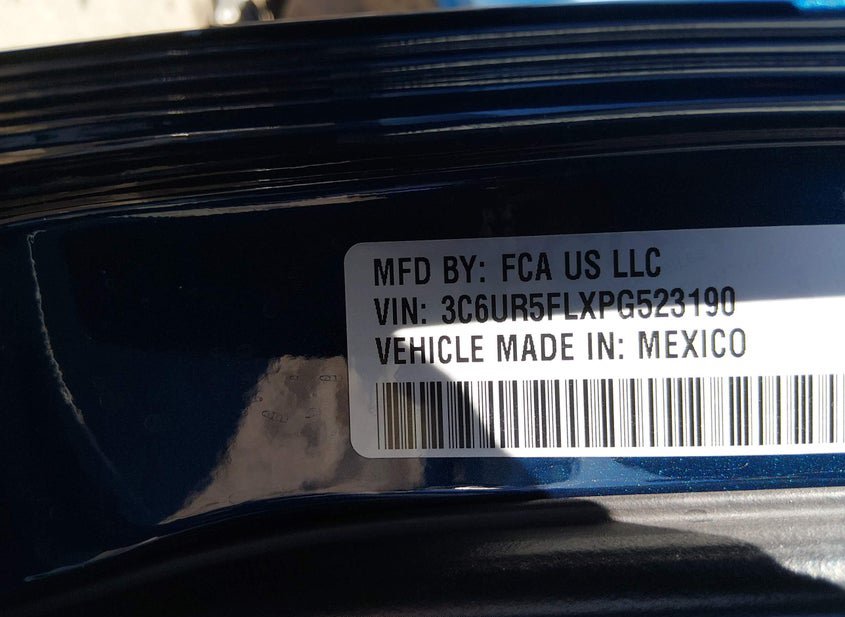 MFD BY: FCA US LLC
VIN: 3C6UR5FLXPG523190
VEHICLE MADE IN: MEXICO